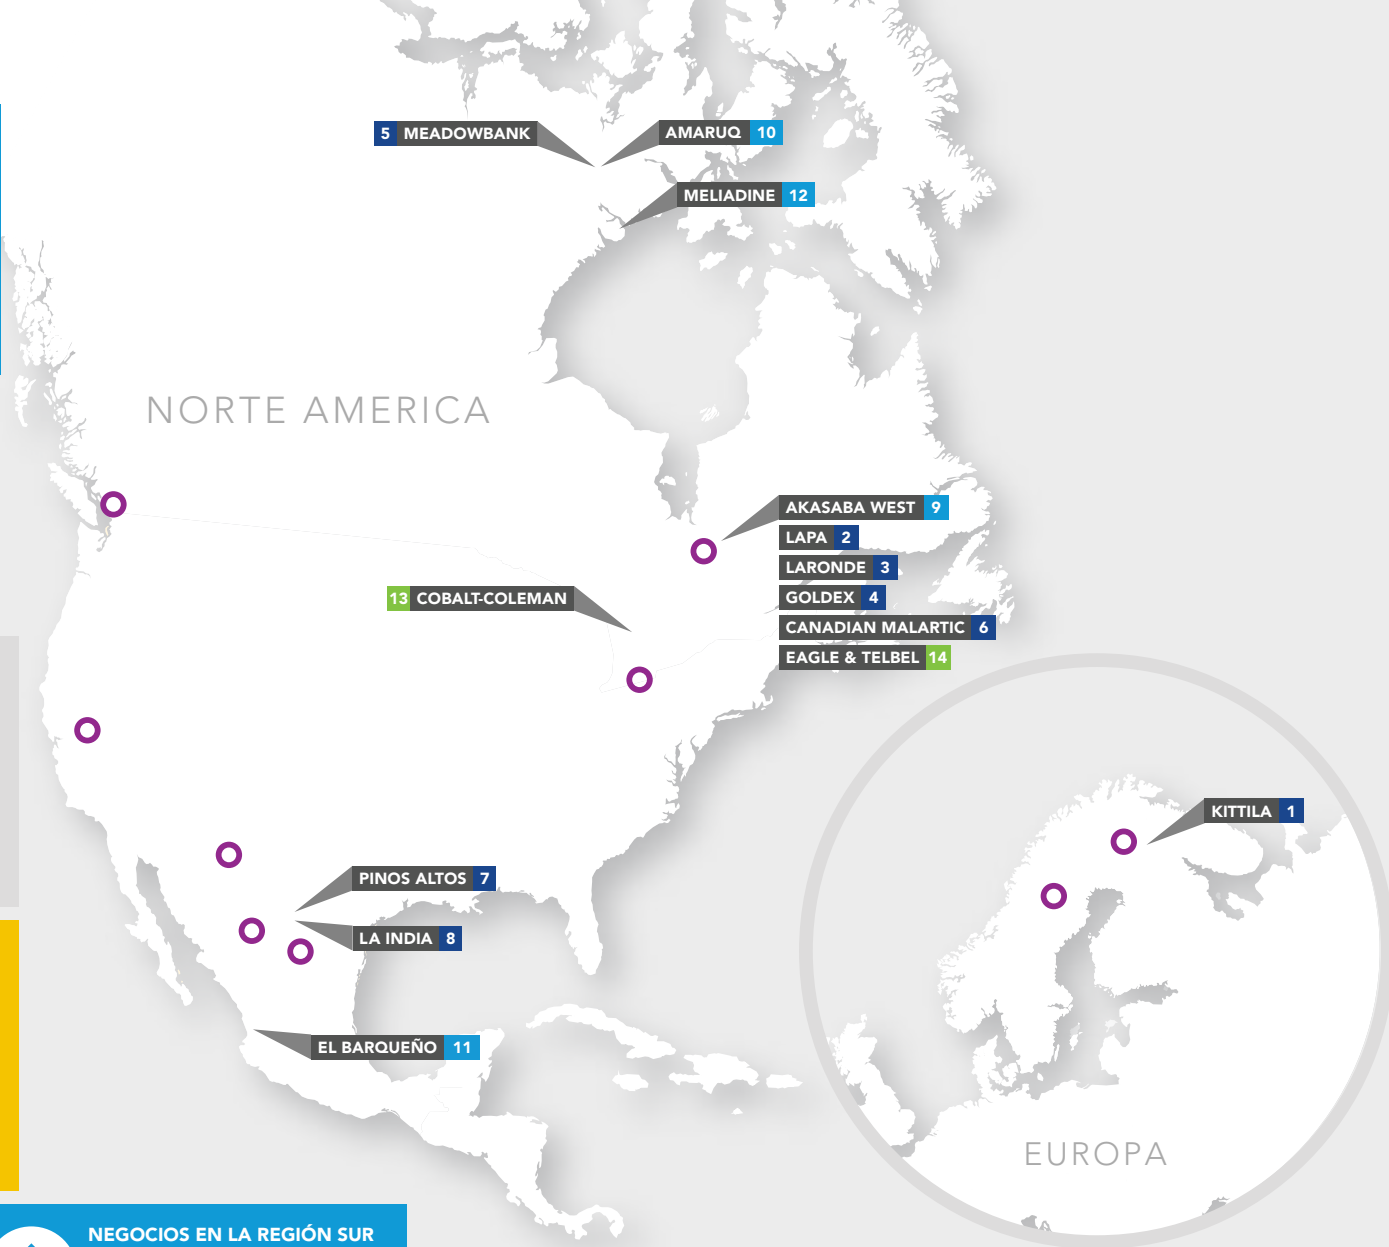 5 MEADOWBANK
AMARUQ 10
MELIADINE 12
NORTE AMERICA
AKASABA WEST 9
LAPA 2
LARONDE 3
GOLDEX 4
CANADIAN MALARTIC 6
EAGLE & TELBEL 14
13 COBALT-COLEMAN
KITTILA 1
PINOS ALTOS 7
LA INDIA 8
EL BARQUEÑO 11
EUROPA
NEGOCIOS EN LA REGIÓN SUR